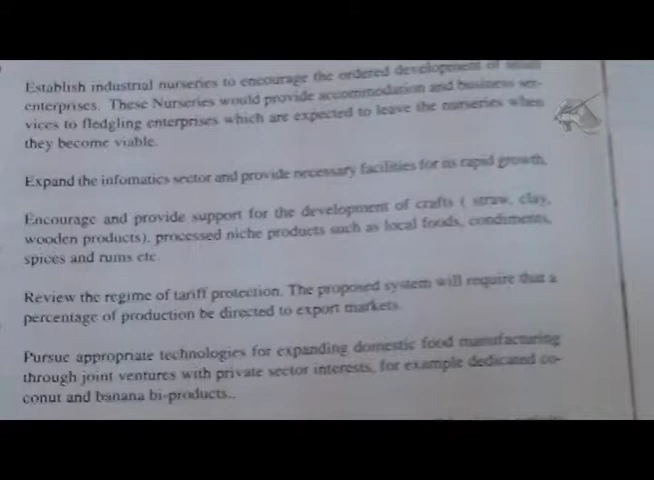 Establish industrial nurseries to encourage the ordered development of small
enterprises. These Nurseries would provide accommodation and business ser-
vices to fledgling enterprises which are expected to leave the nurseries when
they become viable.
Expand the infomatics sector and provide necessary facilities for its rapid growth.
Encourage and provide support for the development of crafts ( straw, clay,
wooden products), processed niche products such as local foods, condiments,
spices and rums etc
Review the regime of tariff protection. The proposed system will require that a
percentage of production be directed to export markets.
Pursue appropriate technologies for expanding domestic food manufacturing
through joint ventures with private sector interests, for example dedicated co-
conut and banana bi-products..